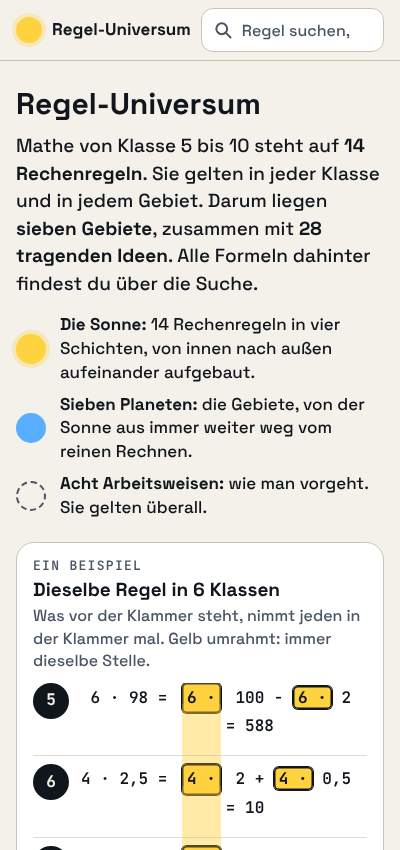 Regel-Universum
Regel suchen,
Regel-Universum
Mathe von Klasse 5 bis 10 steht auf 14
Rechenregeln. Sie gelten in jeder Klasse
und in jedem Gebiet. Darum liegen
sieben Gebiete, zusammen mit 28
tragenden Ideen. Alle Formeln dahinter
findest du über die Suche.
Die Sonne: 14 Rechenregeln in vier
Schichten, von innen nach außen
aufeinander aufgebaut.
Sieben Planeten: die Gebiete, von der
Sonne aus immer weiter weg vom
reinen Rechnen.
Acht Arbeitsweisen: wie man vorgeht.
Sie gelten überall.
EIN BEISPIEL
Dieselbe Regel in 6 Klassen
Was vor der Klammer steht, nimmt jeden in
der Klammer mal. Gelb umrahmt: immer
dieselbe Stelle.
5 6 · 98 = 6 · 100 - 6 · 2
= 588
6 4 · 2,5 = 4 · 2 + 4 · 0,5
= 10